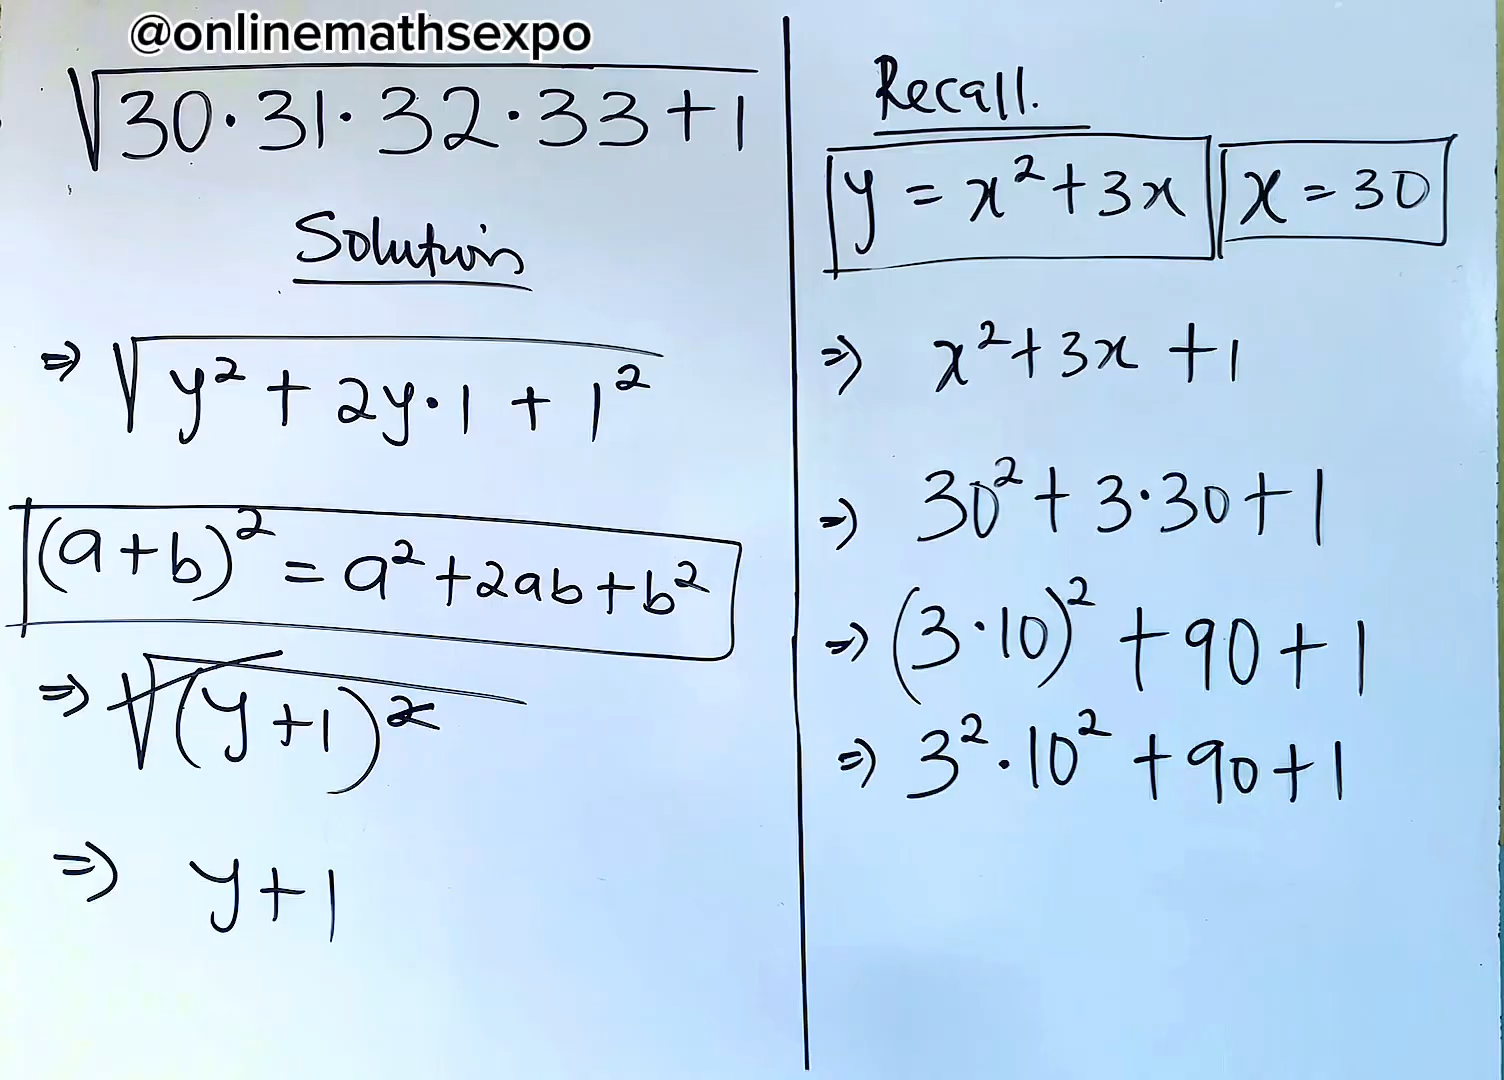 @onlinemathsexpo
√30·31·32·33+1
Solution
⇒ √y²+2y·1+1²
(a+b)²=a²+2ab+b²
⇒ √(y+1)²
⇒ y+1
Recall.
y=x²+3x x=30
⇒ x²+3x+1
⇒ 30²+3·30+1
⇒ (3·10)²+90+1
⇒ 3²·10²+90+1